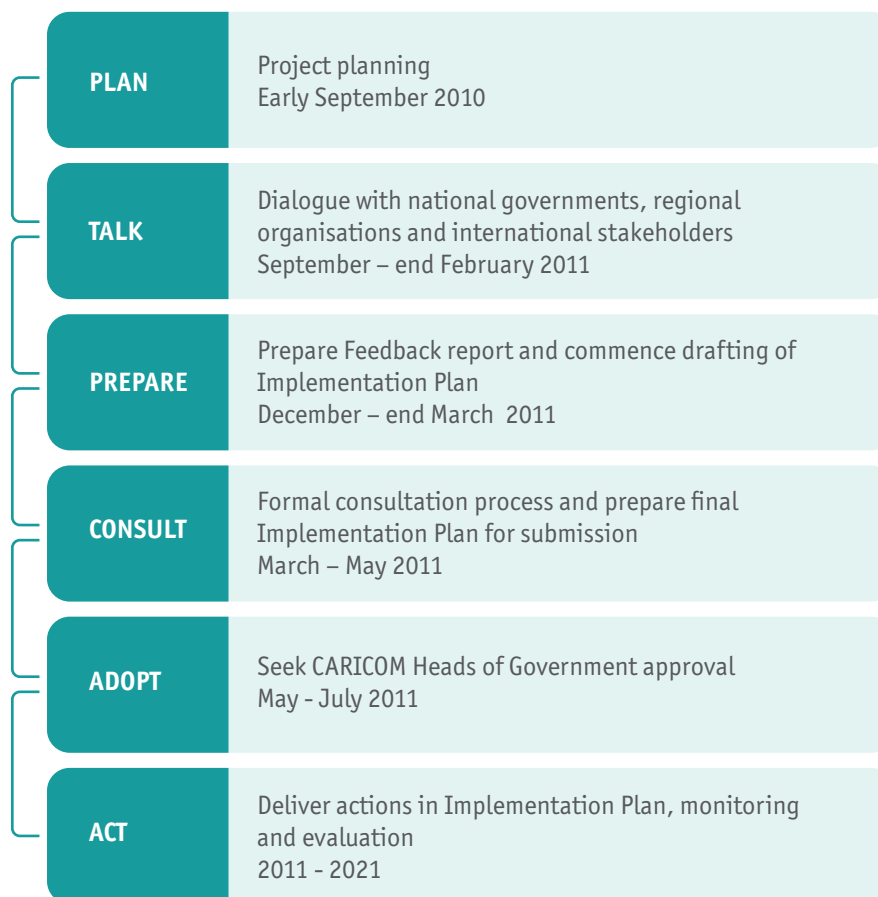 PLAN
Project planning
Early September 2010
TALK
Dialogue with national governments, regional
organisations and international stakeholders
September – end February 2011
PREPARE
Prepare Feedback report and commence drafting of
Implementation Plan
December – end March  2011
CONSULT
Formal consultation process and prepare final
Implementation Plan for submission
March – May 2011
ADOPT
Seek CARICOM Heads of Government approval
May - July 2011
ACT
Deliver actions in Implementation Plan, monitoring
and evaluation
2011 - 2021